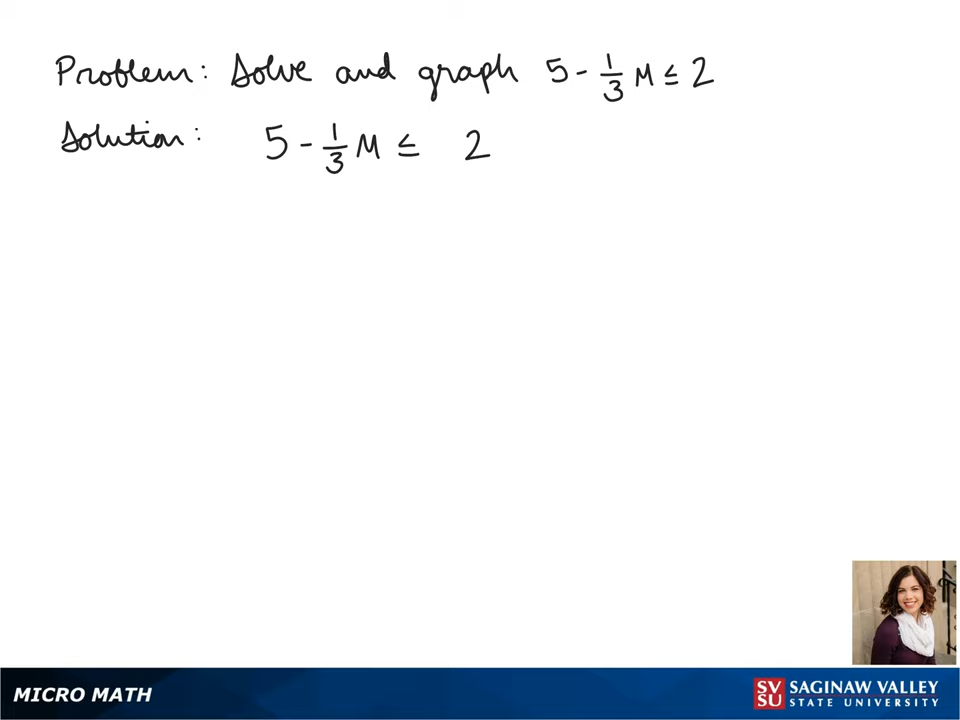 Problem: Solve and graph 5 - 1/3 M ≤ 2
Solution: 5 - 1/3 M ≤ 2
MICRO MATH
SV SU SAGINAW VALLEY
STATE UNIVERSITY